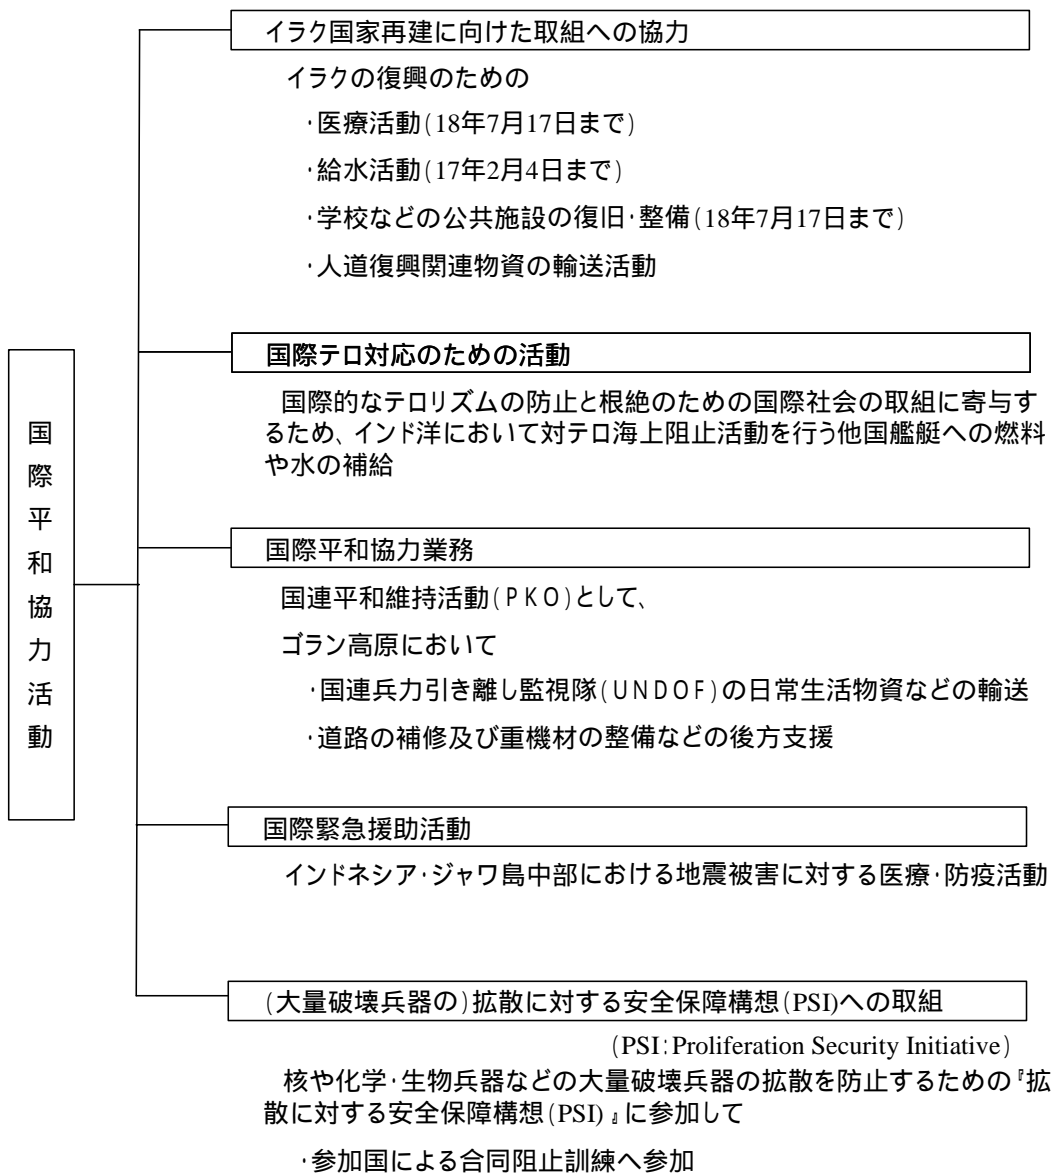 国際平和協力活動
イラク国家再建に向けた取組への協力
イラクの復興のための
・医療活動(18年7月17日まで)
・給水活動(17年2月4日まで)
・学校などの公共施設の復旧・整備(18年7月17日まで)
・人道復興関連物資の輸送活動
国際テロ対応のための活動
国際的なテロリズムの防止と根絶のための国際社会の取組に寄与す
るため、インド洋において対テロ海上阻止活動を行う他国艦艇への燃料
や水の補給
国際平和協力業務
国連平和維持活動(PKO)として、
ゴラン高原において
・国連兵力引き離し監視隊(UNDOF)の日常生活物資などの輸送
・道路の補修及び重機材の整備などの後方支援
国際緊急援助活動
インドネシア・ジャワ島中部における地震被害に対する医療・防疫活動
(大量破壊兵器の)拡散に対する安全保障構想(PSI)への取組
(PSI:Proliferation Security Initiative)
核や化学・生物兵器などの大量破壊兵器の拡散を防止するための『拡
散に対する安全保障構想(PSI)』に参加して
・参加国による合同阻止訓練へ参加